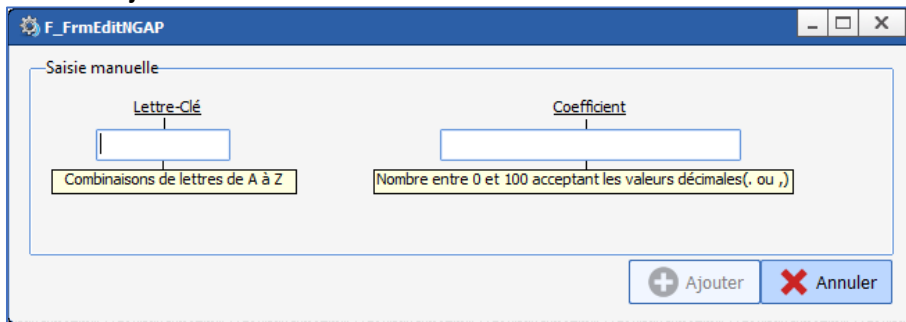 F_FrmEditNGAP
Saisie manuelle
Lettre-Clé Coefficient
Combinaisons de lettres de A à Z Nombre entre 0 et 100 acceptant les valeurs décimales(. ou ,)
Ajouter Annuler